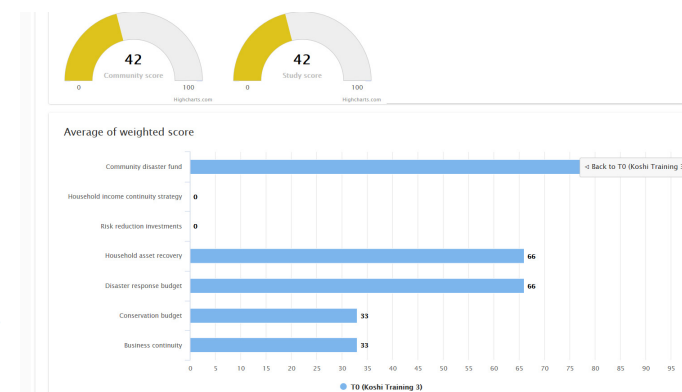 42
Community score
0 100
Highcharts.com
42
Study score
0 100
Highcharts.com
Average of weighted score
Community disaster fund
◁ Back to T0 (Koshi Training 3
Household income continuity strategy 0
Risk reduction investments 0
Household asset recovery 66
Disaster response budget 66
Conservation budget 33
Business continuity 33
0 5 10 15 20 25 30 35 40 45 50 55 60 65 70 75 80 85 90 95
T0 (Koshi Training 3)